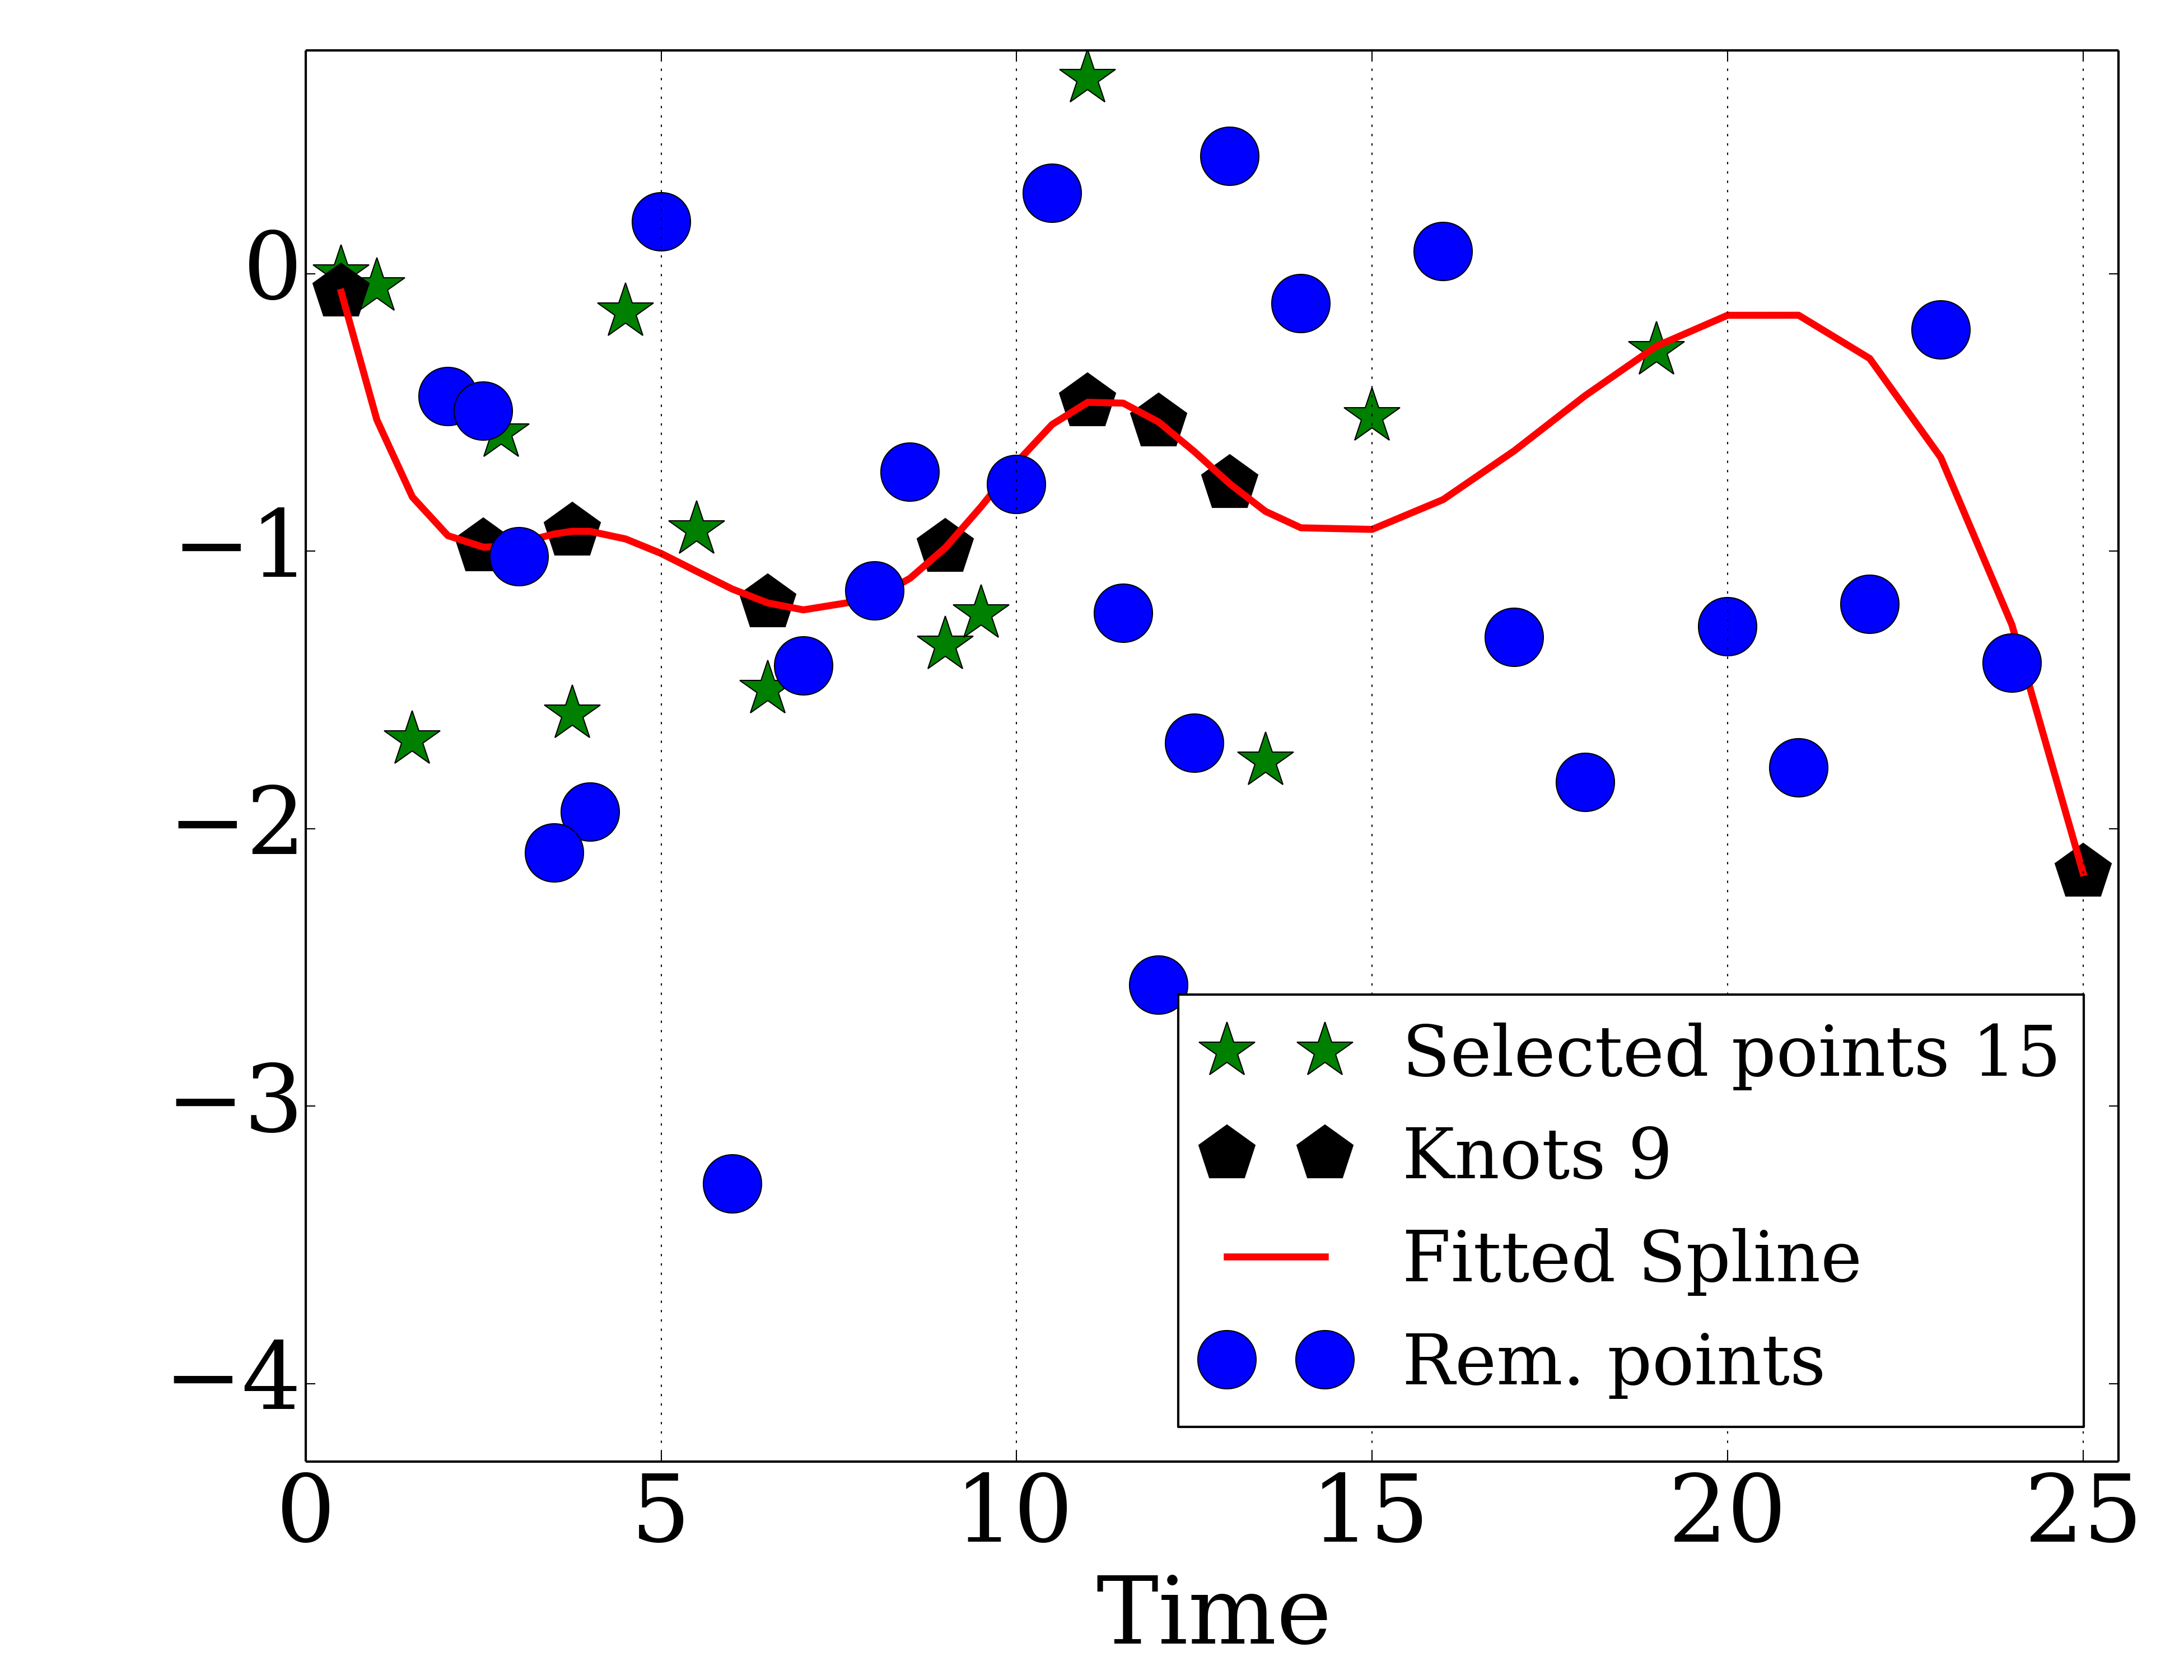 0
−1
−2
−3
−4
Selected points 15
Knots 9
Fitted Spline
Rem. points
0 5 10 15 20 25
Time